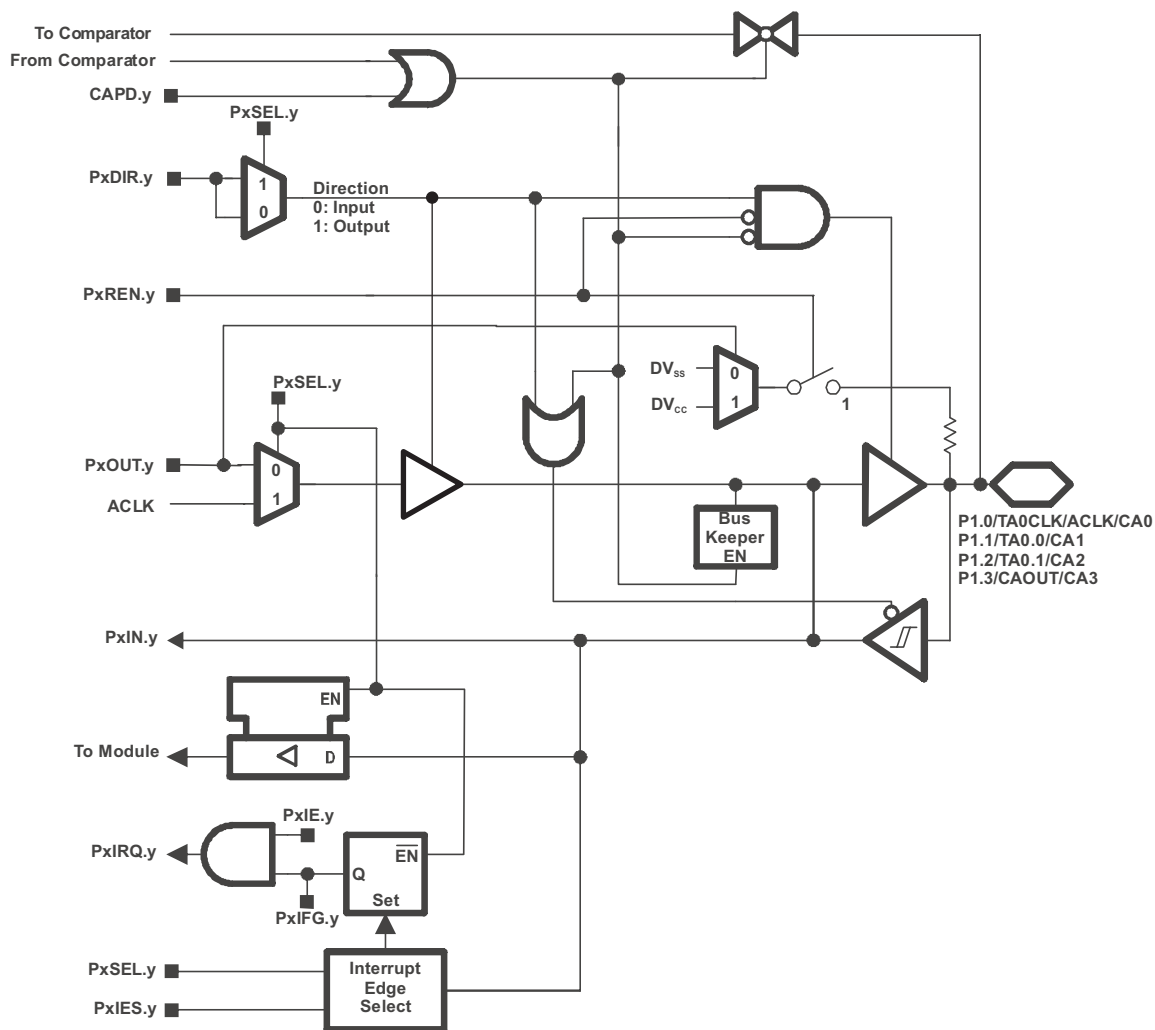 To Comparator
From Comparator
CAPD.y
PxSEL.y
PxDIR.y
1
0
Direction
0: Input
1: Output
PxREN.y
DVSS
0
DVCC
1
1
PxSEL.y
PxOUT.y
0
ACLK
1
Bus
Keeper
EN
P1.0/TA0CLK/ACLK/CA0
P1.1/TA0.0/CA1
P1.2/TA0.1/CA2
P1.3/CAOUT/CA3
PxIN.y
EN
To Module
D
PxIE.y
PxIRQ.y
EN
Q
Set
PxIFG.y
PxSEL.y
PxIES.y
Interrupt
Edge
Select